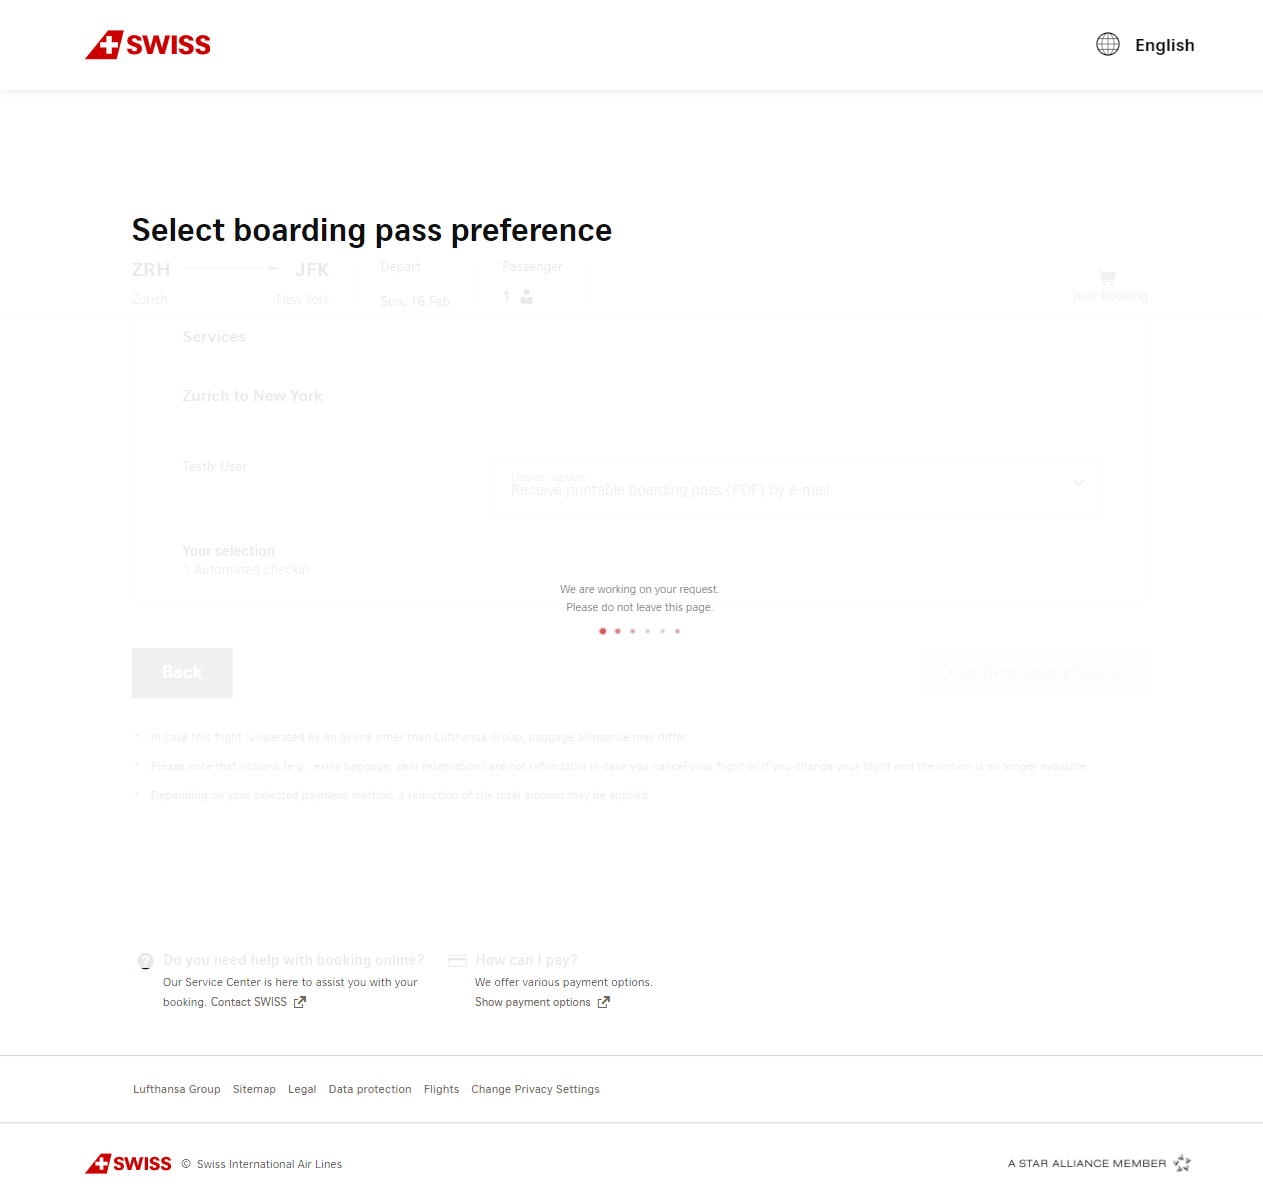 SWISS
English
Select boarding pass preference
ZRH JFK Depart Passenger
Zurich New York Sun, 16 Feb 1 Your booking
Services
Zurich to New York
TestIx User
Delivery option
Receive printable boarding pass (PDF) by e-mail
Your selection
1 Automated checkin
We are working on your request.
Please do not leave this page.
Back
Confirm your choice
* In case this flight is operated by an airline other than Lufthansa Group, baggage allowance may differ
* Please note that options (e.g.. extra baggage, seat reservation) are not refundable in case you cancel your flight or if you change your flight and the option is no longer available
* Depending on your selected payment method, a reduction of the total amount may be applied
Do you need help with booking online?
Our Service Center is here to assist you with your
booking. Contact SWISS
How can I pay?
We offer various payment options.
Show payment options
Lufthansa Group Sitemap Legal Data protection Flights Change Privacy Settings
SWISS © Swiss International Air Lines
A STAR ALLIANCE MEMBER